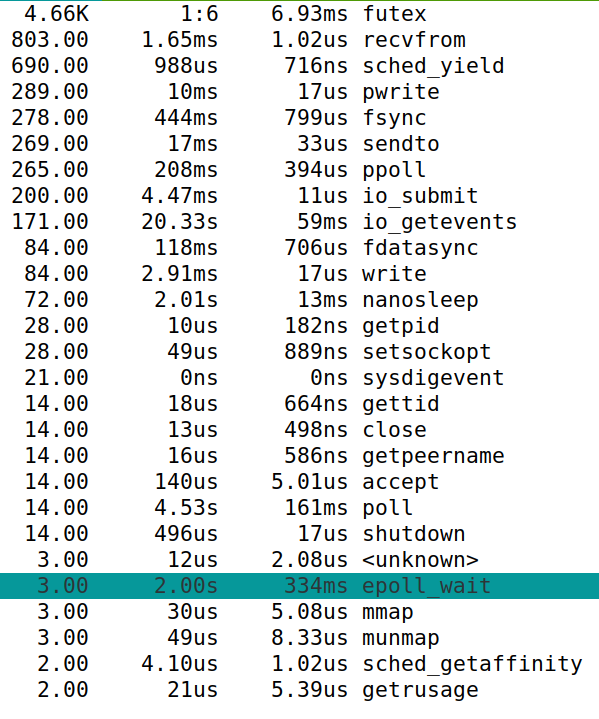 4.66K 1:6 6.93ms futex
803.00 1.65ms 1.02us recvfrom
690.00 988us 716ns sched_yield
289.00 10ms 17us pwrite
278.00 444ms 799us fsync
269.00 17ms 33us sendto
265.00 208ms 394us ppoll
200.00 4.47ms 11us io_submit
171.00 20.33s 59ms io_getevents
84.00 118ms 706us fdatasync
84.00 2.91ms 17us write
72.00 2.01s 13ms nanosleep
28.00 10us 182ns getpid
28.00 49us 889ns setsockopt
21.00 0ns 0ns sysdigevent
14.00 18us 664ns gettid
14.00 13us 498ns close
14.00 16us 586ns getpeername
14.00 140us 5.01us accept
14.00 4.53s 161ms poll
14.00 496us 17us shutdown
3.00 12us 2.08us <unknown>
3.00 2.00s 334ms epoll_wait
3.00 30us 5.08us mmap
3.00 49us 8.33us munmap
2.00 4.10us 1.02us sched_getaffinity
2.00 21us 5.39us getrusage